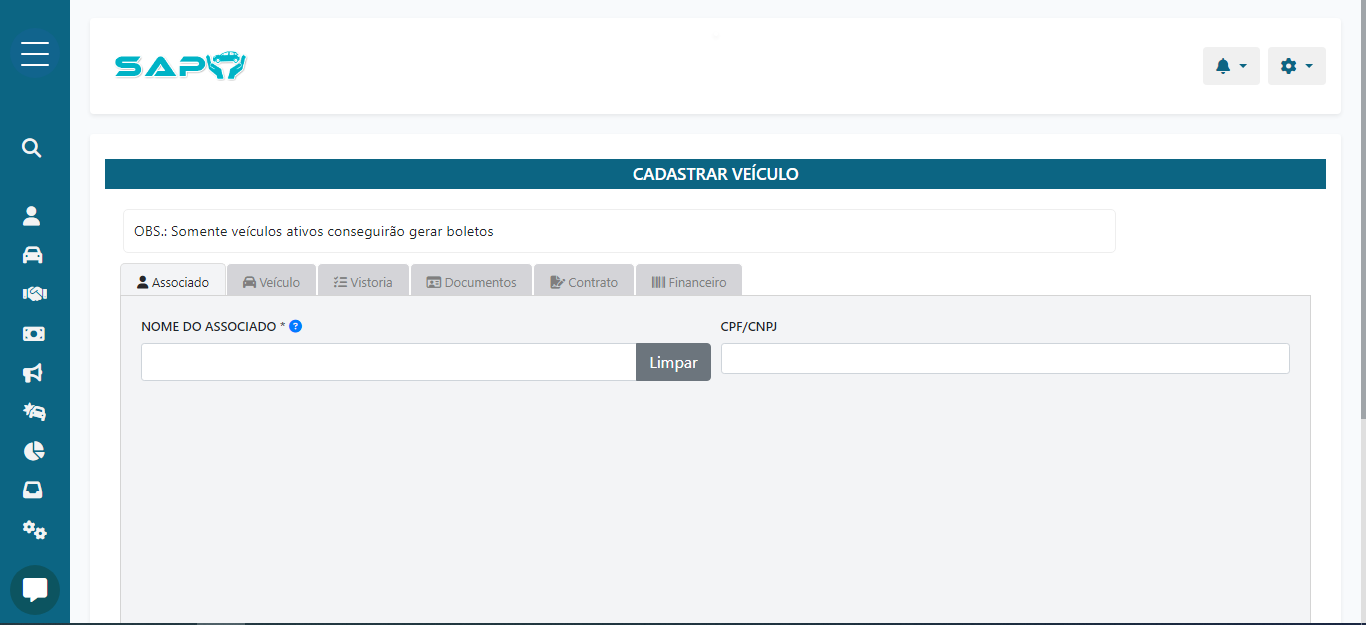 SAPV
CADASTRAR VEÍCULO
OBS.: Somente veículos ativos conseguirão gerar boletos
Associado Veículo Vistoria Documentos Contrato Financeiro
NOME DO ASSOCIADO * ? CPF/CNPJ
Limpar